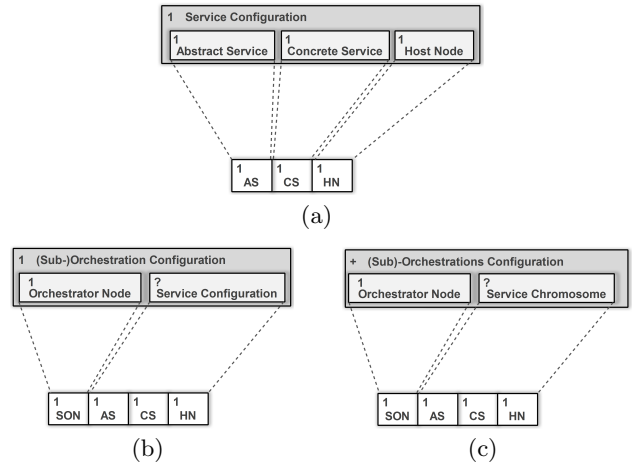 1 Service Configuration
1 1 1
Abstract Service Concrete Service Host Node
1 1 1
AS CS HN
(a)
1 (Sub-)Orchestration Configuration
1 ?
Orchestrator Node Service Configuration
1 1 1 1
SON AS CS HN
(b)
+ (Sub)-Orchestrations Configuration
1 ?
Orchestrator Node Service Chromosome
1 1 1 1
SON AS CS HN
(c)